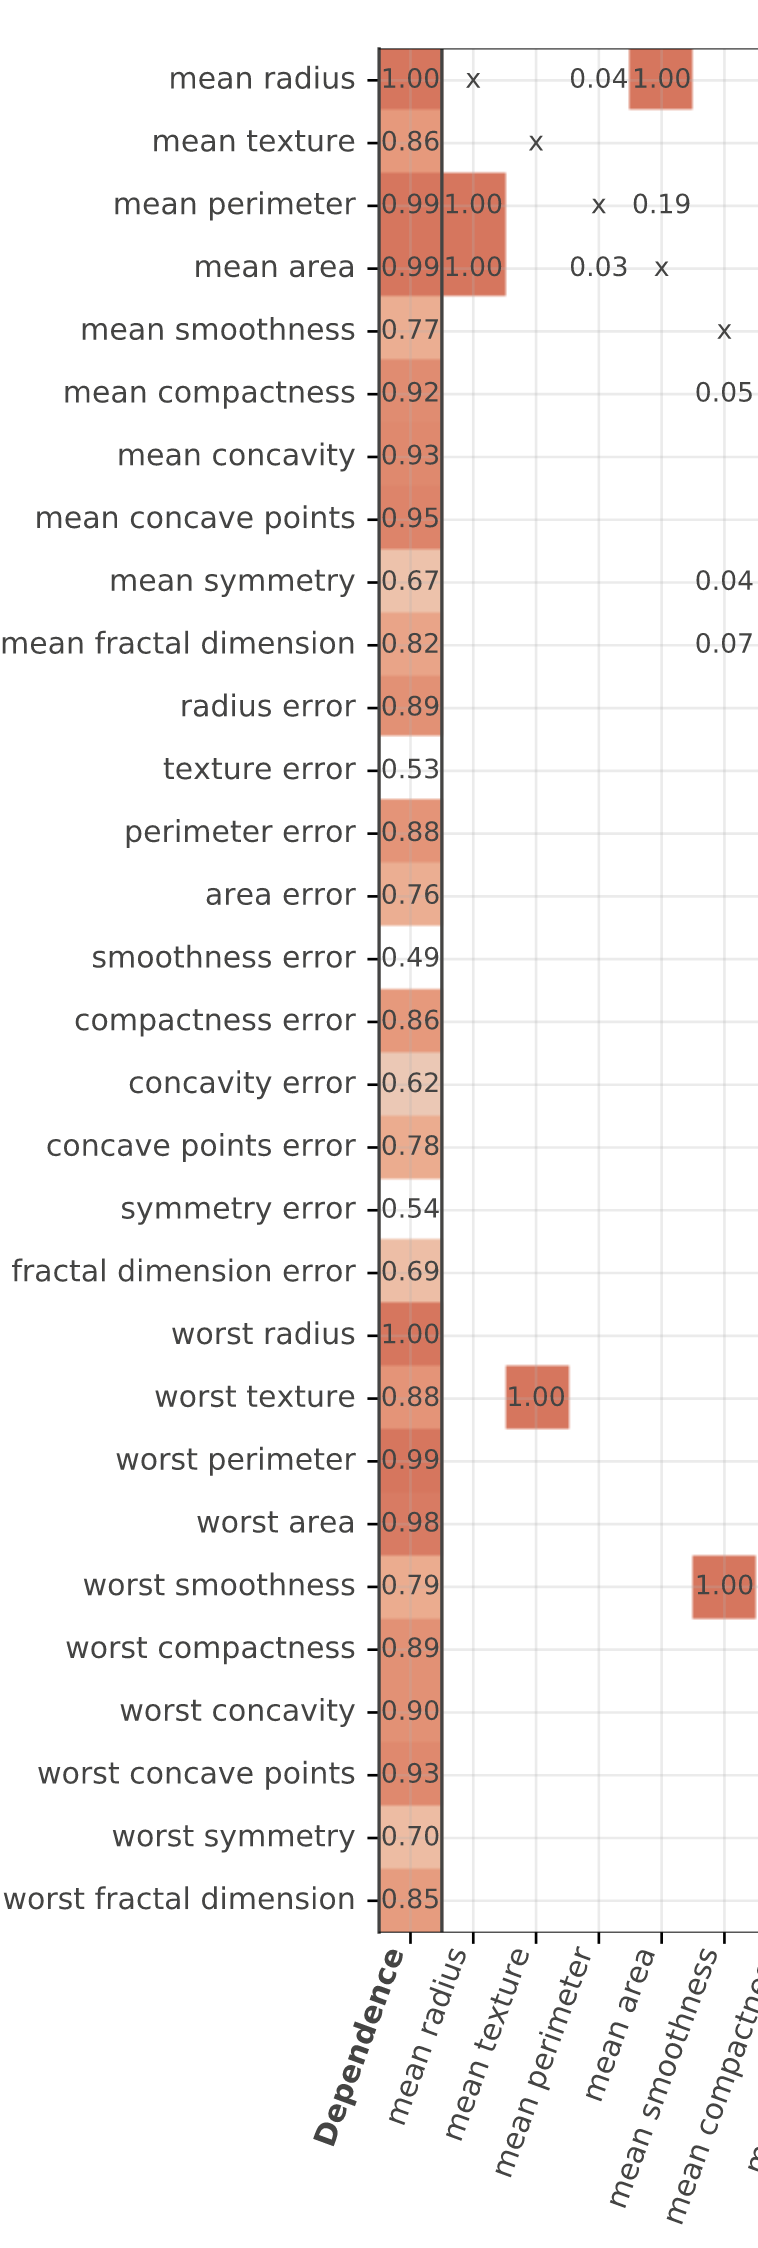 mean radius 1.00 x 0.04 1.00
mean texture 0.86 x
mean perimeter 0.99 1.00 x 0.19
mean area 0.99 1.00 0.03 x
mean smoothness 0.77 x
mean compactness 0.92 0.05
mean concavity 0.93
mean concave points 0.95
mean symmetry 0.67 0.04
mean fractal dimension 0.82 0.07
radius error 0.89
texture error 0.53
perimeter error 0.88
area error 0.76
smoothness error 0.49
compactness error 0.86
concavity error 0.62
concave points error 0.78
symmetry error 0.54
fractal dimension error 0.69
worst radius 1.00
worst texture 0.88 1.00
worst perimeter 0.99
worst area 0.98
worst smoothness 0.79 1.00
worst compactness 0.89
worst concavity 0.90
worst concave points 0.93
worst symmetry 0.70
worst fractal dimension 0.85
Dependence
mean radius
mean texture
mean perimeter
mean area
mean smoothness
mean